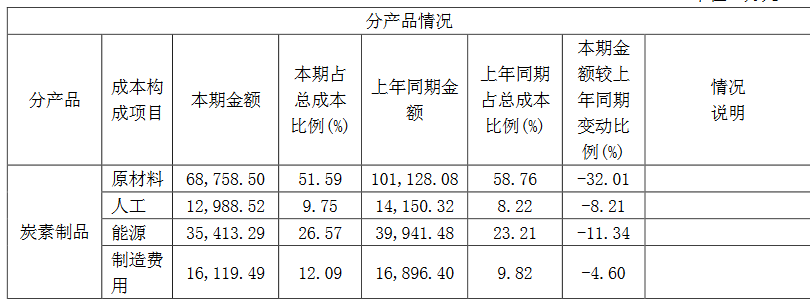 分产品情况
分产品 成本构成项目 本期金额 本期占总成本比例(%) 上年同期金额 上年同期占总成本比例(%) 本期金额较上年同期变动比例(%) 情况说明
炭素制品 原材料 68,758.50 51.59 101,128.08 58.76 -32.01
人工 12,988.52 9.75 14,150.32 8.22 -8.21
能源 35,413.29 26.57 39,941.48 23.21 -11.34
制造费用 16,119.49 12.09 16,896.40 9.82 -4.60